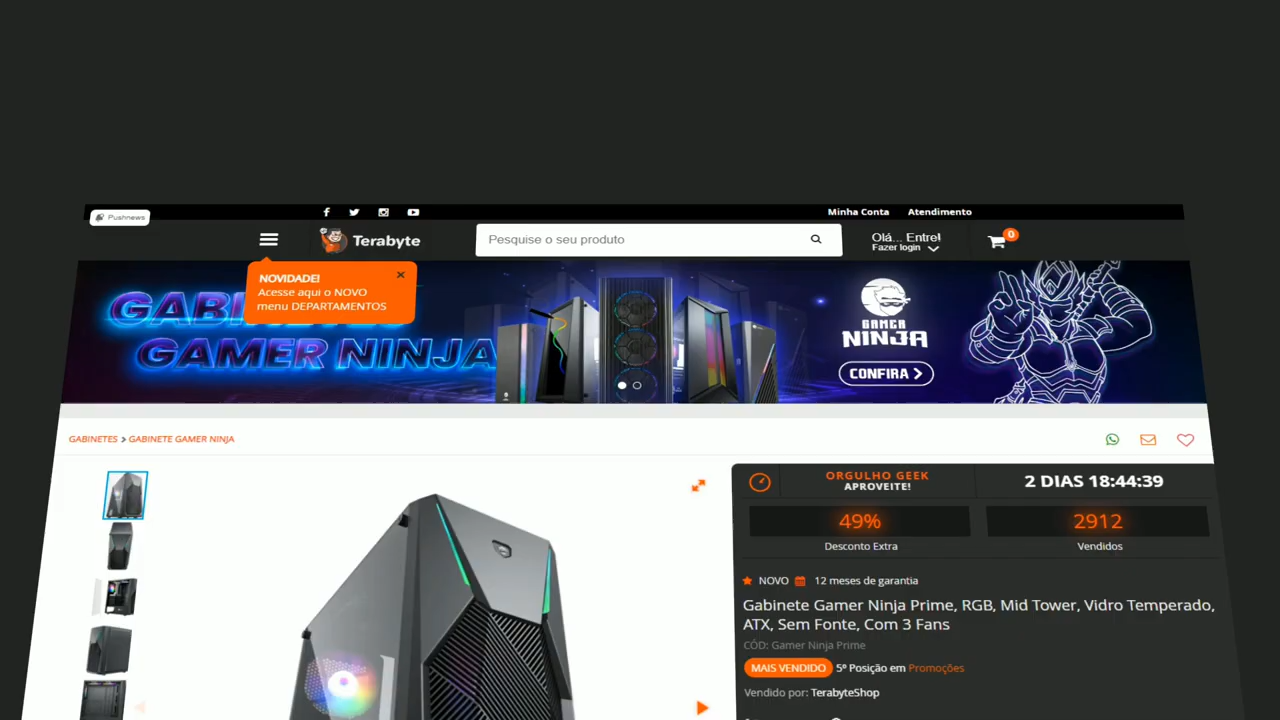 Pushnews
Minha Conta Atendimento
Terabyte
Pesquise o seu produto
Olá... Entre!
Fazer login
0
NOVIDADE!
Acesse aqui o NOVO
menu DEPARTAMENTOS
GAMER NINJA
GAMER
NINJA
CONFIRA >
GABINETES > GABINETE GAMER NINJA
ORGULHO GEEK
APROVEITE!
2 DIAS 18:44:39
49%
Desconto Extra
2912
Vendidos
NOVO 12 meses de garantia
Gabinete Gamer Ninja Prime, RGB, Mid Tower, Vidro Temperado,
ATX, Sem Fonte, Com 3 Fans
CÓD: Gamer Ninja Prime
MAIS VENDIDO 5º Posição em Promoções
Vendido por: TerabyteShop